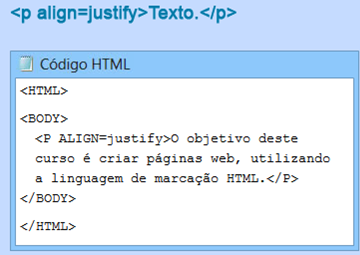 <p align=justify>Texto.</p>
Código HTML
<HTML>
<BODY>
<P ALIGN=justify>O objetivo deste
curso é criar páginas web, utilizando
a linguagem de marcação HTML.</P>
</BODY>
</HTML>